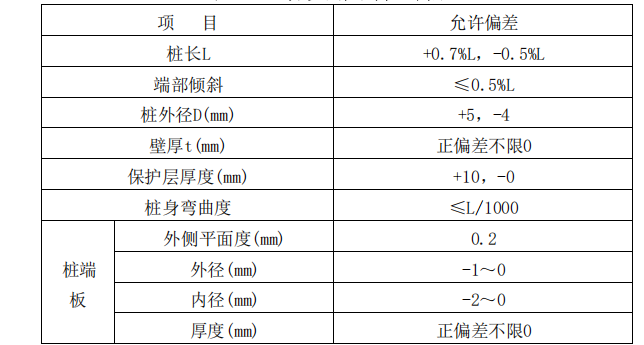 项 目 允许偏差
桩长L +0.7%L，-0.5%L
端部倾斜 ≤0.5%L
桩外径D(mm) +5，-4
壁厚t(mm) 正偏差不限0
保护层厚度(mm) +10，-0
桩身弯曲度 ≤L/1000
桩端板
外侧平面度(mm) 0.2
外径(mm) -1～0
内径(mm) -2～0
厚度(mm) 正偏差不限0